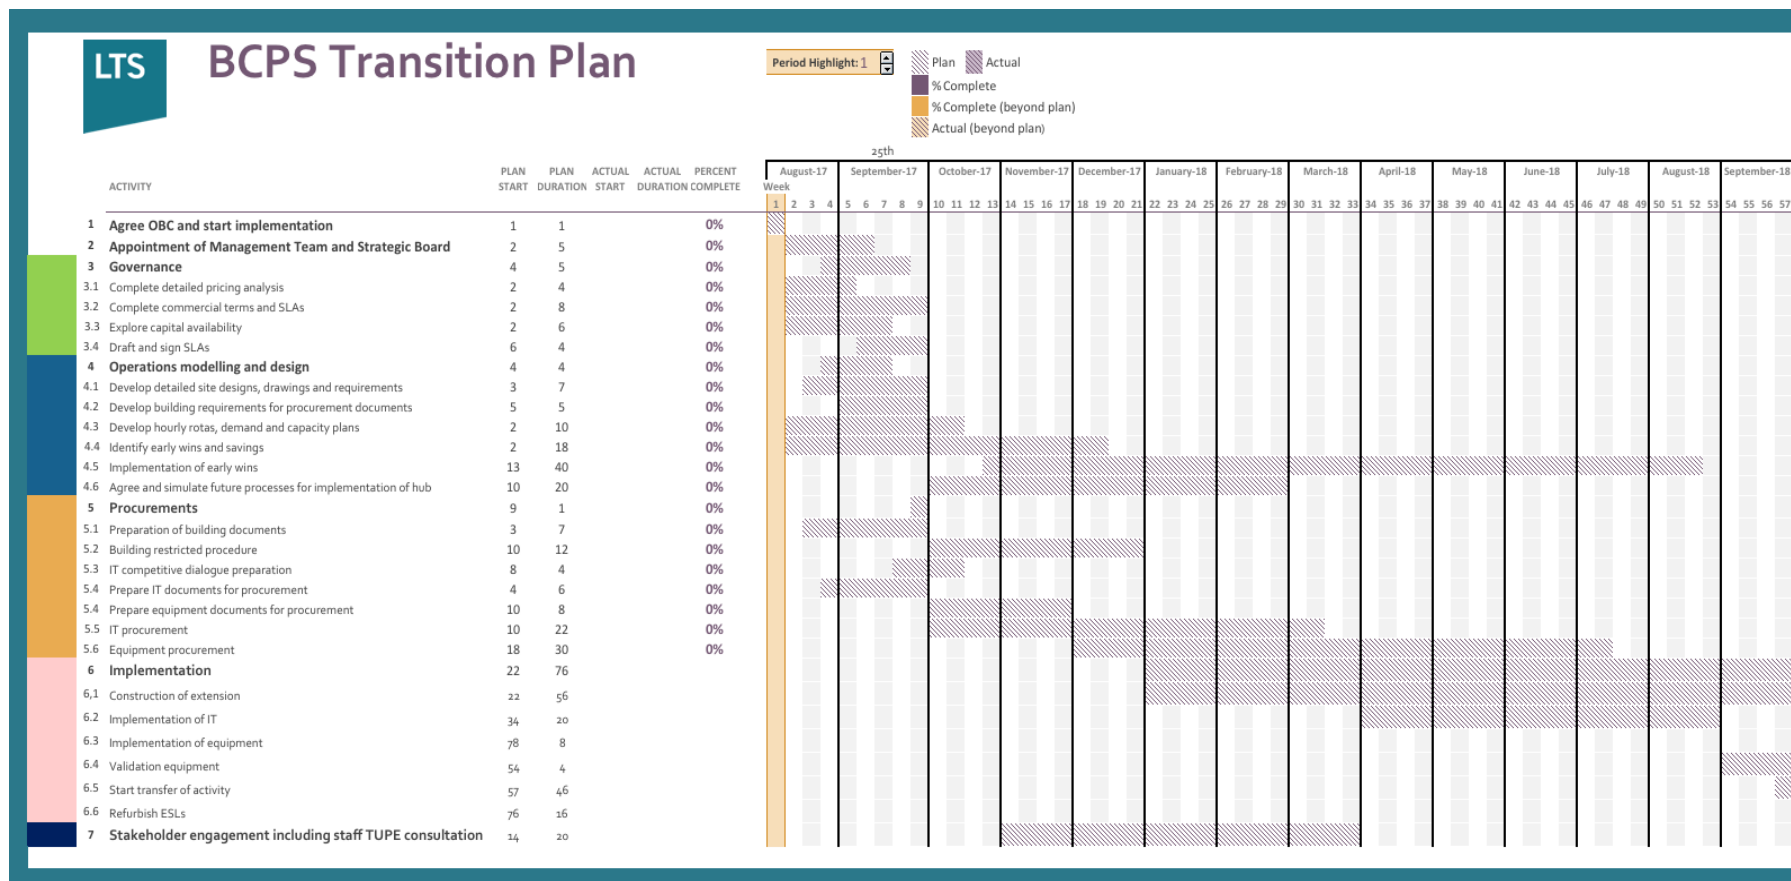 LTS
BCPS Transition Plan
Period Highlight: 1
Plan Actual
% Complete
% Complete (beyond plan)
Actual (beyond plan)
25th
PLAN PLAN ACTUAL ACTUAL PERCENT August-17 September-17 October-17 November-17 December-17 January-18 February-18 March-18 April-18 May-18 June-18 July-18 August-18 September-18
ACTIVITY START DURATION START DURATION COMPLETE Week
1 2 3 4 5 6 7 8 9 10 11 12 13 14 15 16 17 18 19 20 21 22 23 24 25 26 27 28 29 30 31 32 33 34 35 36 37 38 39 40 41 42 43 44 45 46 47 48 49 50 51 52 53 54 55 56 57
1 Agree OBC and start implementation 1 1 0%
2 Appointment of Management Team and Strategic Board 2 5 0%
3 Governance 4 5 0%
3.1 Complete detailed pricing analysis 2 4 0%
3.2 Complete commercial terms and SLAs 2 8 0%
3.3 Explore capital availability 2 6 0%
3.4 Draft and sign SLAs 6 4 0%
4 Operations modelling and design 4 4 0%
4.1 Develop detailed site designs, drawings and requirements 3 7 0%
4.2 Develop building requirements for procurement documents 5 5 0%
4.3 Develop hourly rotas, demand and capacity plans 2 10 0%
4.4 Identify early wins and savings 2 18 0%
4.5 Implementation of early wins 13 40 0%
4.6 Agree and simulate future processes for implementation of hub 10 20 0%
5 Procurements 9 1 0%
5.1 Preparation of building documents 3 7 0%
5.2 Building restricted procedure 10 12 0%
5.3 IT competitive dialogue preparation 8 4 0%
5.4 Prepare IT documents for procurement 4 6 0%
5.4 Prepare equipment documents for procurement 10 8 0%
5.5 IT procurement 10 22 0%
5.6 Equipment procurement 18 30 0%
6 Implementation 22 76
6,1 Construction of extension 22 56
6.2 Implementation of IT 34 20
6.3 Implementation of equipment 78 8
6.4 Validation equipment 54 4
6.5 Start transfer of activity 57 46
6.6 Refurbish ESLs 76 16
7 Stakeholder engagement including staff TUPE consultation 14 20